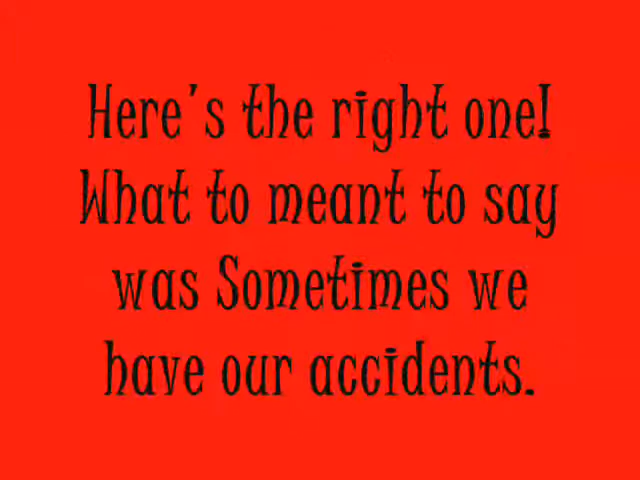 Here's the right one!
What to meant to say
was Sometimes we
have our accidents.